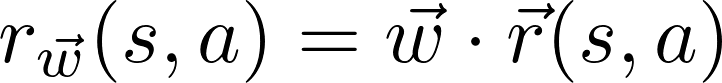 $r_{\vec{w}}(s, a) = \vec{w} \cdot \vec{r}(s, a)$